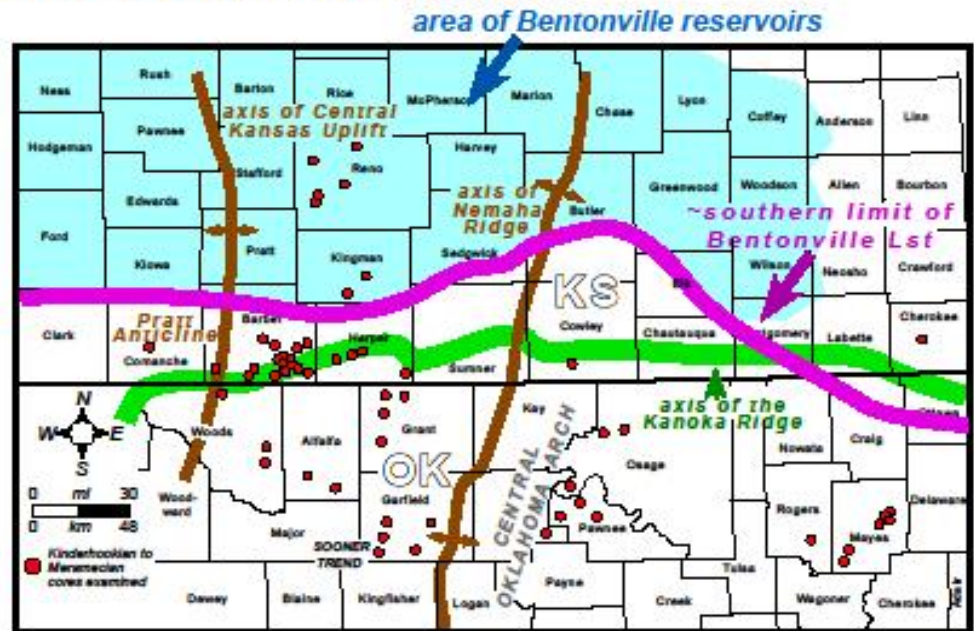 area of Bentonville reservoirs
Ness
Rush
Barton
Rice
McPherson
Marion
Chase
Lyon
Coffey
Anderson
Linn
axis of Central
Kansas Uplift
Hodgeman
Pawnee
Stafford
Reno
Harvey
Edwards
axis of
Nemaha
Ridge
Butler
Greenwood
Woodson
Allen
Bourbon
~southern limit of
Bentonville Lst
Ford
Kiowa
Pratt
Kingman
Sedgwick
KS
Elk
Wilson
Neosho
Crawford
Clark
Pratt
Anticline
Comanche
Barber
Harper
Sumner
Cowley
Chautauqua
Montgomery
Labette
Cherokee
axis of the
Kanoka Ridge
N
W
E
S
Woods
Alfalfa
Grant
Kay
Osage
Nowata
Craig
Ottawa
OK
CENTRAL
OKLAHOMA ARCH
0 mi 30
0 km 48
Wood-
ward
Major
Garfield
Pawnee
Rogers
Mayes
Delaware
SOONER
TREND
Kinderhookian to
Meramecian
cores examined
Dewey
Blaine
Kingfisher
Logan
Payne
Creek
Tulsa
Wagoner
Cherokee
Adair